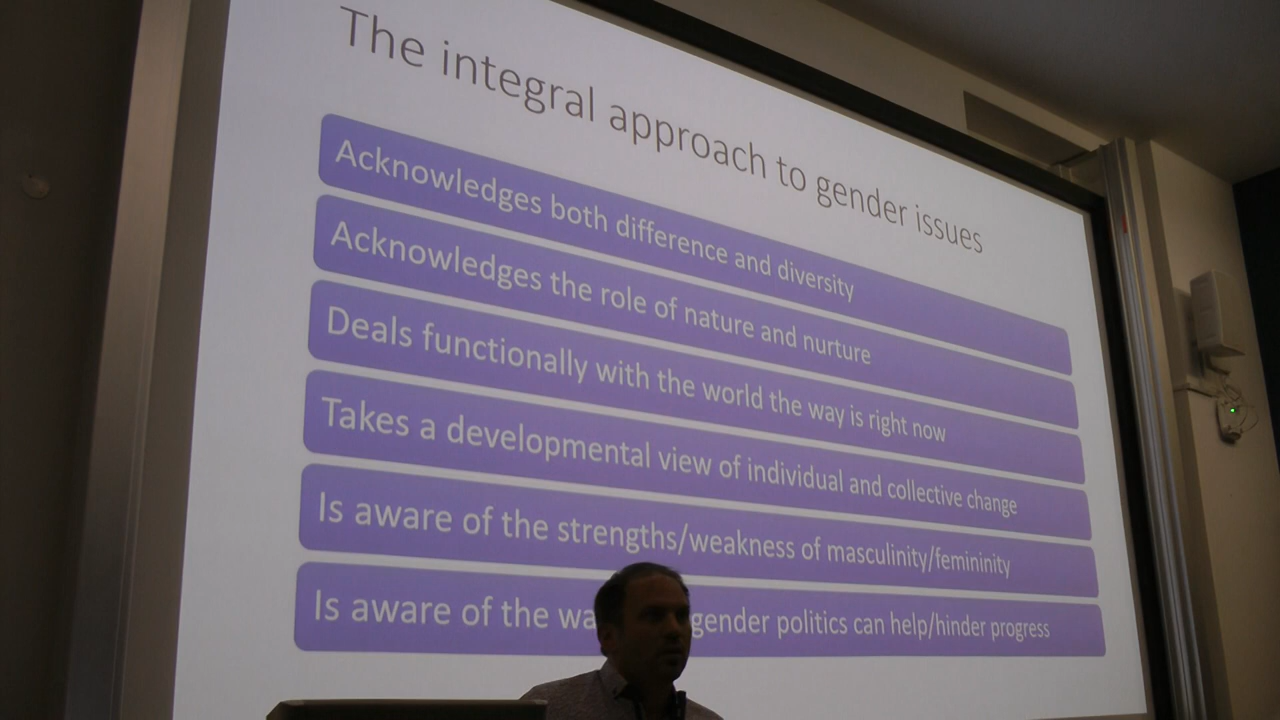 The integral approach to gender issues
Acknowledges both difference and diversity
Acknowledges the role of nature and nurture
Deals functionally with the world the way is right now
Takes a developmental view of individual and collective change
Is aware of the strengths/weakness of masculinity/femininity
Is aware of the gender politics can help/hinder progress